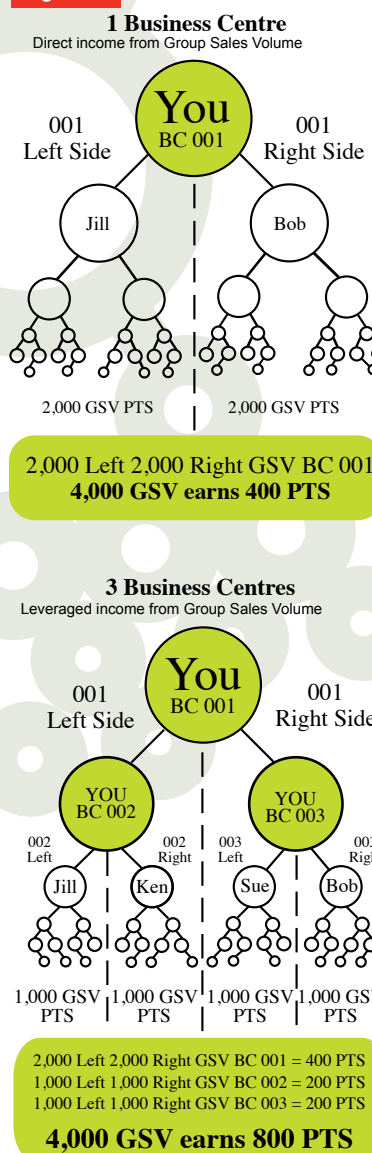 1 Business Centre
Direct income from Group Sales Volume
You
BC 001
001
Left Side
001
Right Side
Jill
Bob
2,000 GSV PTS
2,000 GSV PTS
2,000 Left 2,000 Right GSV BC 001
4,000 GSV earns 400 PTS
3 Business Centres
Leveraged income from Group Sales Volume
You
BC 001
001
Left Side
001
Right Side
YOU
BC 002
YOU
BC 003
002
Left
002
Right
003
Left
Jill
Ken
Sue
Bob
1,000 GSV
PTS
1,000 GSV
PTS
1,000 GSV
PTS
1,000 GSV
PTS
2,000 Left 2,000 Right GSV BC 001 = 400 PTS
1,000 Left 1,000 Right GSV BC 002 = 200 PTS
1,000 Left 1,000 Right GSV BC 003 = 200 PTS
4,000 GSV earns 800 PTS